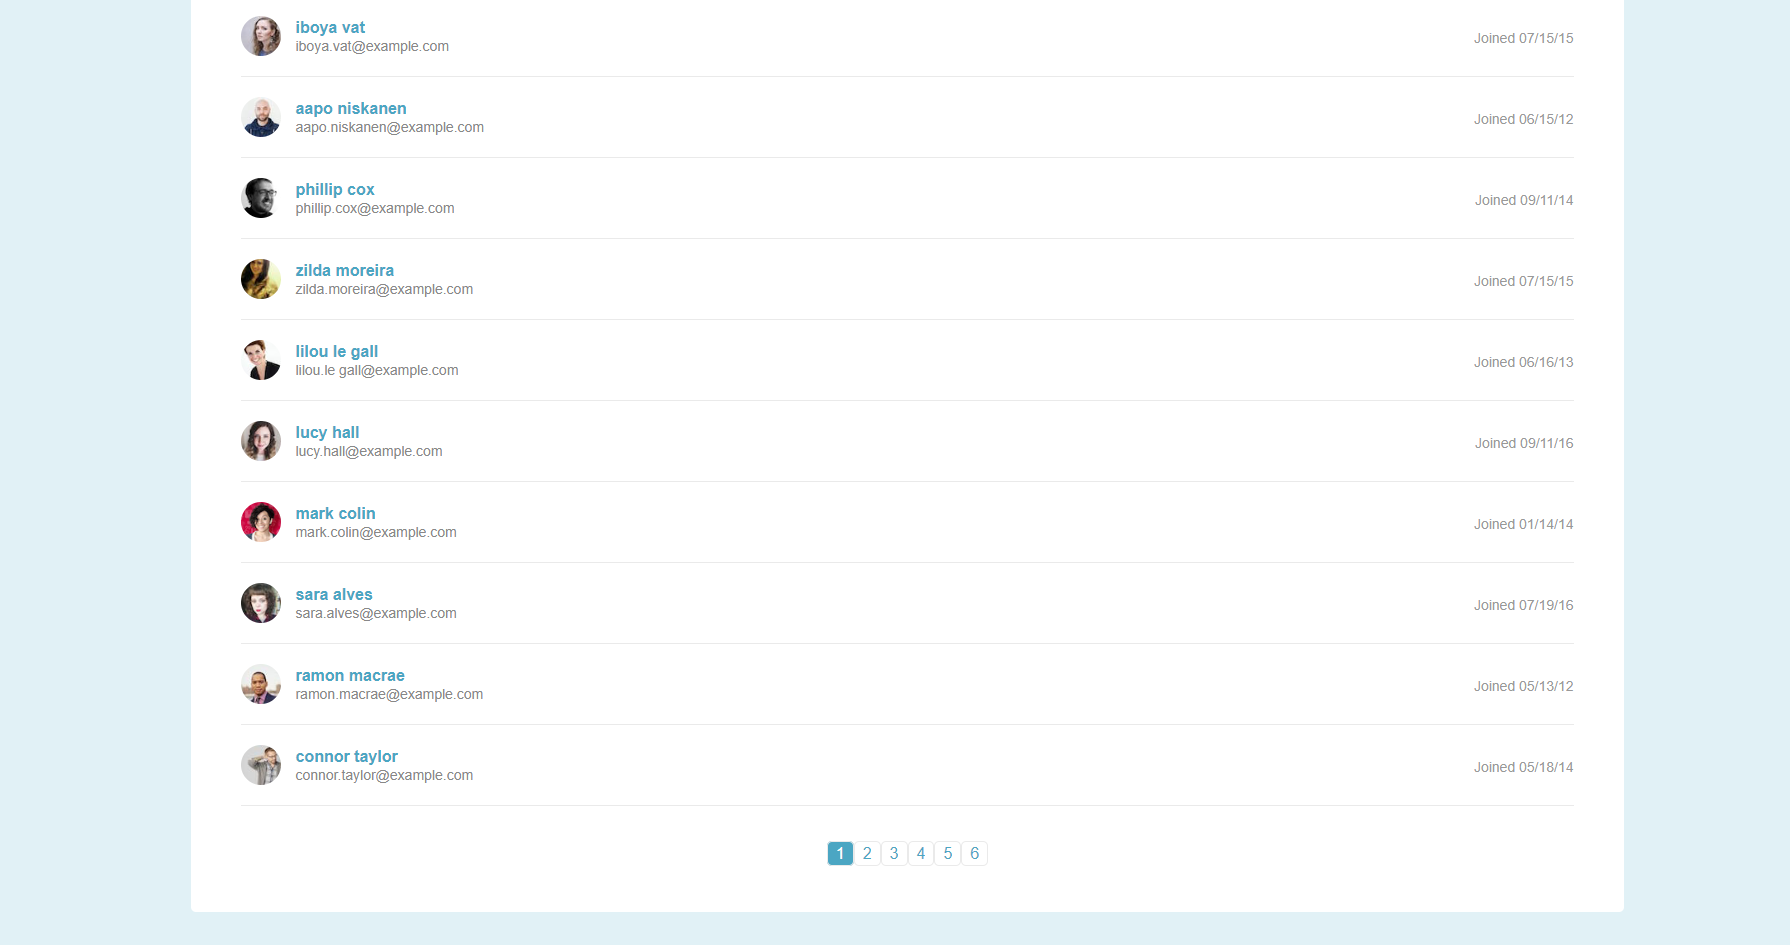 iboya vat
iboya.vat@example.com
Joined 07/15/15
aapo niskanen
aapo.niskanen@example.com
Joined 06/15/12
phillip cox
phillip.cox@example.com
Joined 09/11/14
zilda moreira
zilda.moreira@example.com
Joined 07/15/15
lilou le gall
lilou.le gall@example.com
Joined 06/16/13
lucy hall
lucy.hall@example.com
Joined 09/11/16
mark colin
mark.colin@example.com
Joined 01/14/14
sara alves
sara.alves@example.com
Joined 07/19/16
ramon macrae
ramon.macrae@example.com
Joined 05/13/12
connor taylor
connor.taylor@example.com
Joined 05/18/14
1 2 3 4 5 6